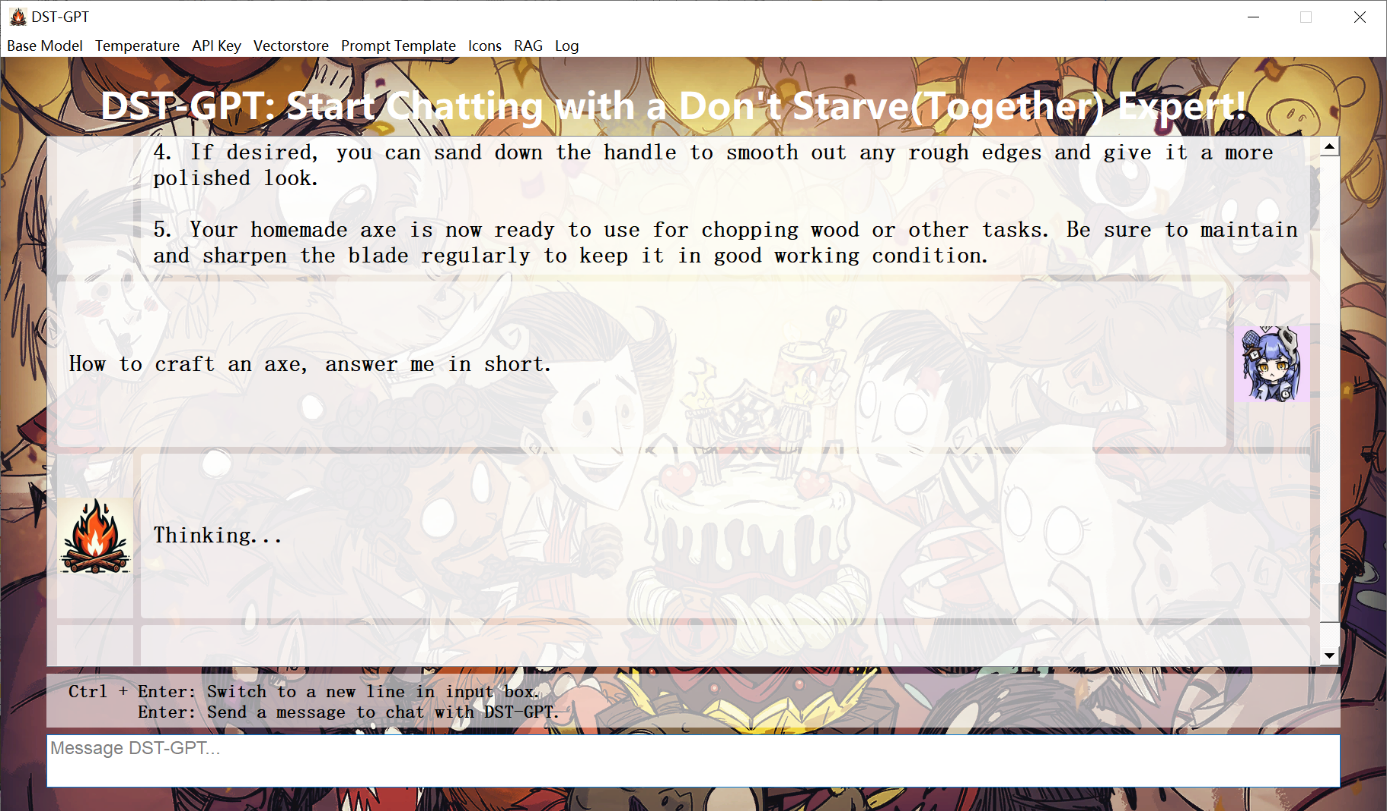 DST-GPT
Base Model Temperature API Key Vectorstore Prompt Template Icons RAG Log
DST-GPT: Start Chatting with a Don't Starve(Together) Expert!
4. If desired, you can sand down the handle to smooth out any rough edges and give it a more
polished look.
5. Your homemade axe is now ready to use for chopping wood or other tasks. Be sure to maintain
and sharpen the blade regularly to keep it in good working condition.
How to craft an axe, answer me in short.
Thinking...
Ctrl + Enter: Switch to a new line in input box.
Enter: Send a message to chat with DST-GPT.
Message DST-GPT...